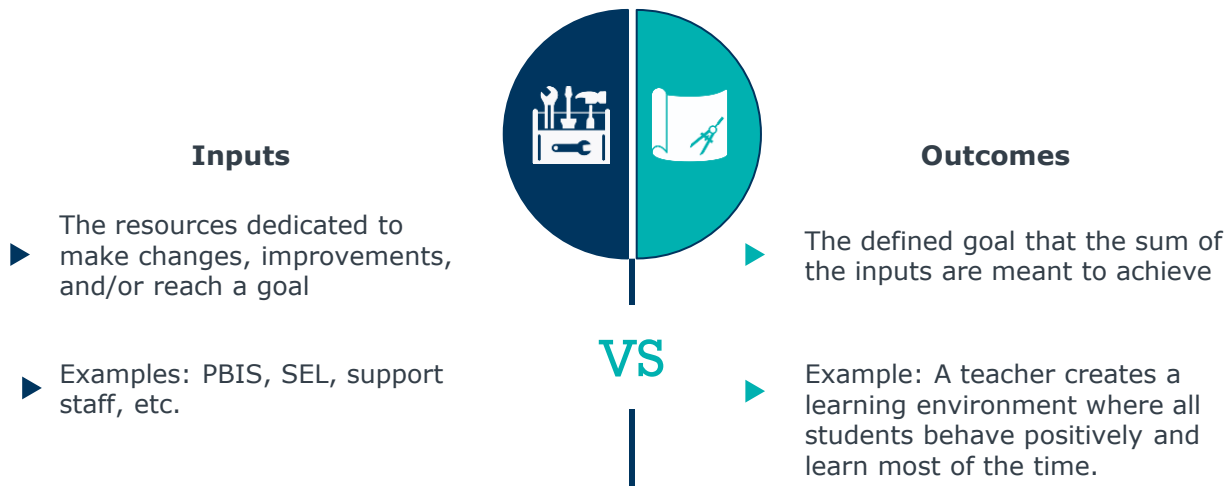 Inputs
The resources dedicated to
make changes, improvements,
and/or reach a goal
Examples: PBIS, SEL, support
staff, etc.
VS
Outcomes
The defined goal that the sum of
the inputs are meant to achieve
Example: A teacher creates a
learning environment where all
students behave positively and
learn most of the time.